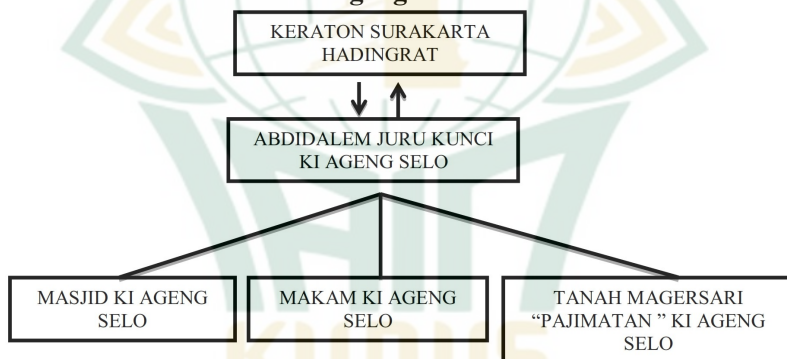 KERATON SURAKARTA
HADINGRAT
ABDIDALEM JURU KUNCI
KI AGENG SELO
MASJID KI AGENG
SELO
MAKAM KI AGENG
SELO
TANAH MAGERSARI
“PAJIMATAN ” KI AGENG
SELO
KUDUS